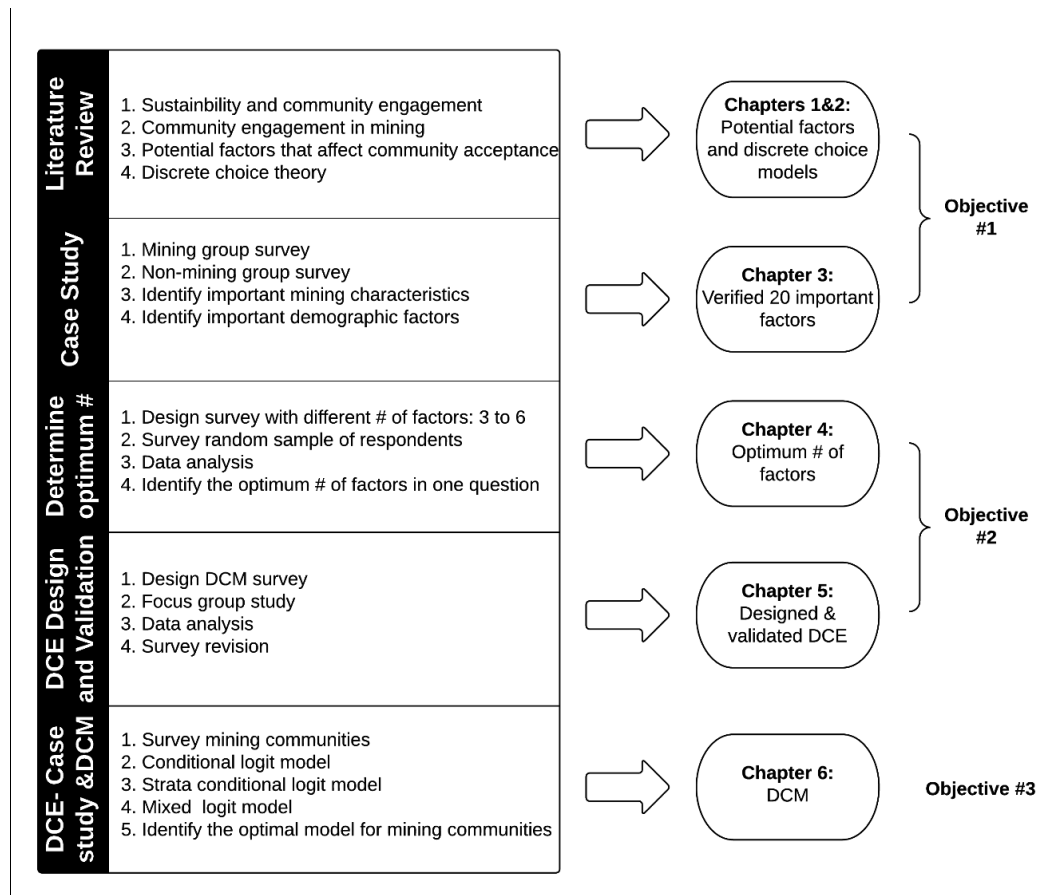 Literature
Review
1. Sustainbility and community engagement
2. Community engagement in mining
3. Potential factors that affect community acceptance
4. Discrete choice theory
Chapters 1&2:
Potential factors
and discrete choice
models
Objective
#1
Case Study
1. Mining group survey
2. Non-mining group survey
3. Identify important mining characteristics
4. Identify important demographic factors
Chapter 3:
Verified 20 important
factors
Determine
optimum #
1. Design survey with different # of factors: 3 to 6
2. Survey random sample of respondents
3. Data analysis
4. Identify the optimum # of factors in one question
Chapter 4:
Optimum # of
factors
Objective
#2
DCE Design
and Validation
1. Design DCM survey
2. Focus group study
3. Data analysis
4. Survey revision
Chapter 5:
Designed &
validated DCE
DCE- Case
study &DCM
1. Survey mining communities
2. Conditional logit model
3. Strata conditional logit model
4. Mixed logit model
5. Identify the optimal model for mining communities
Chapter 6:
DCM
Objective #3